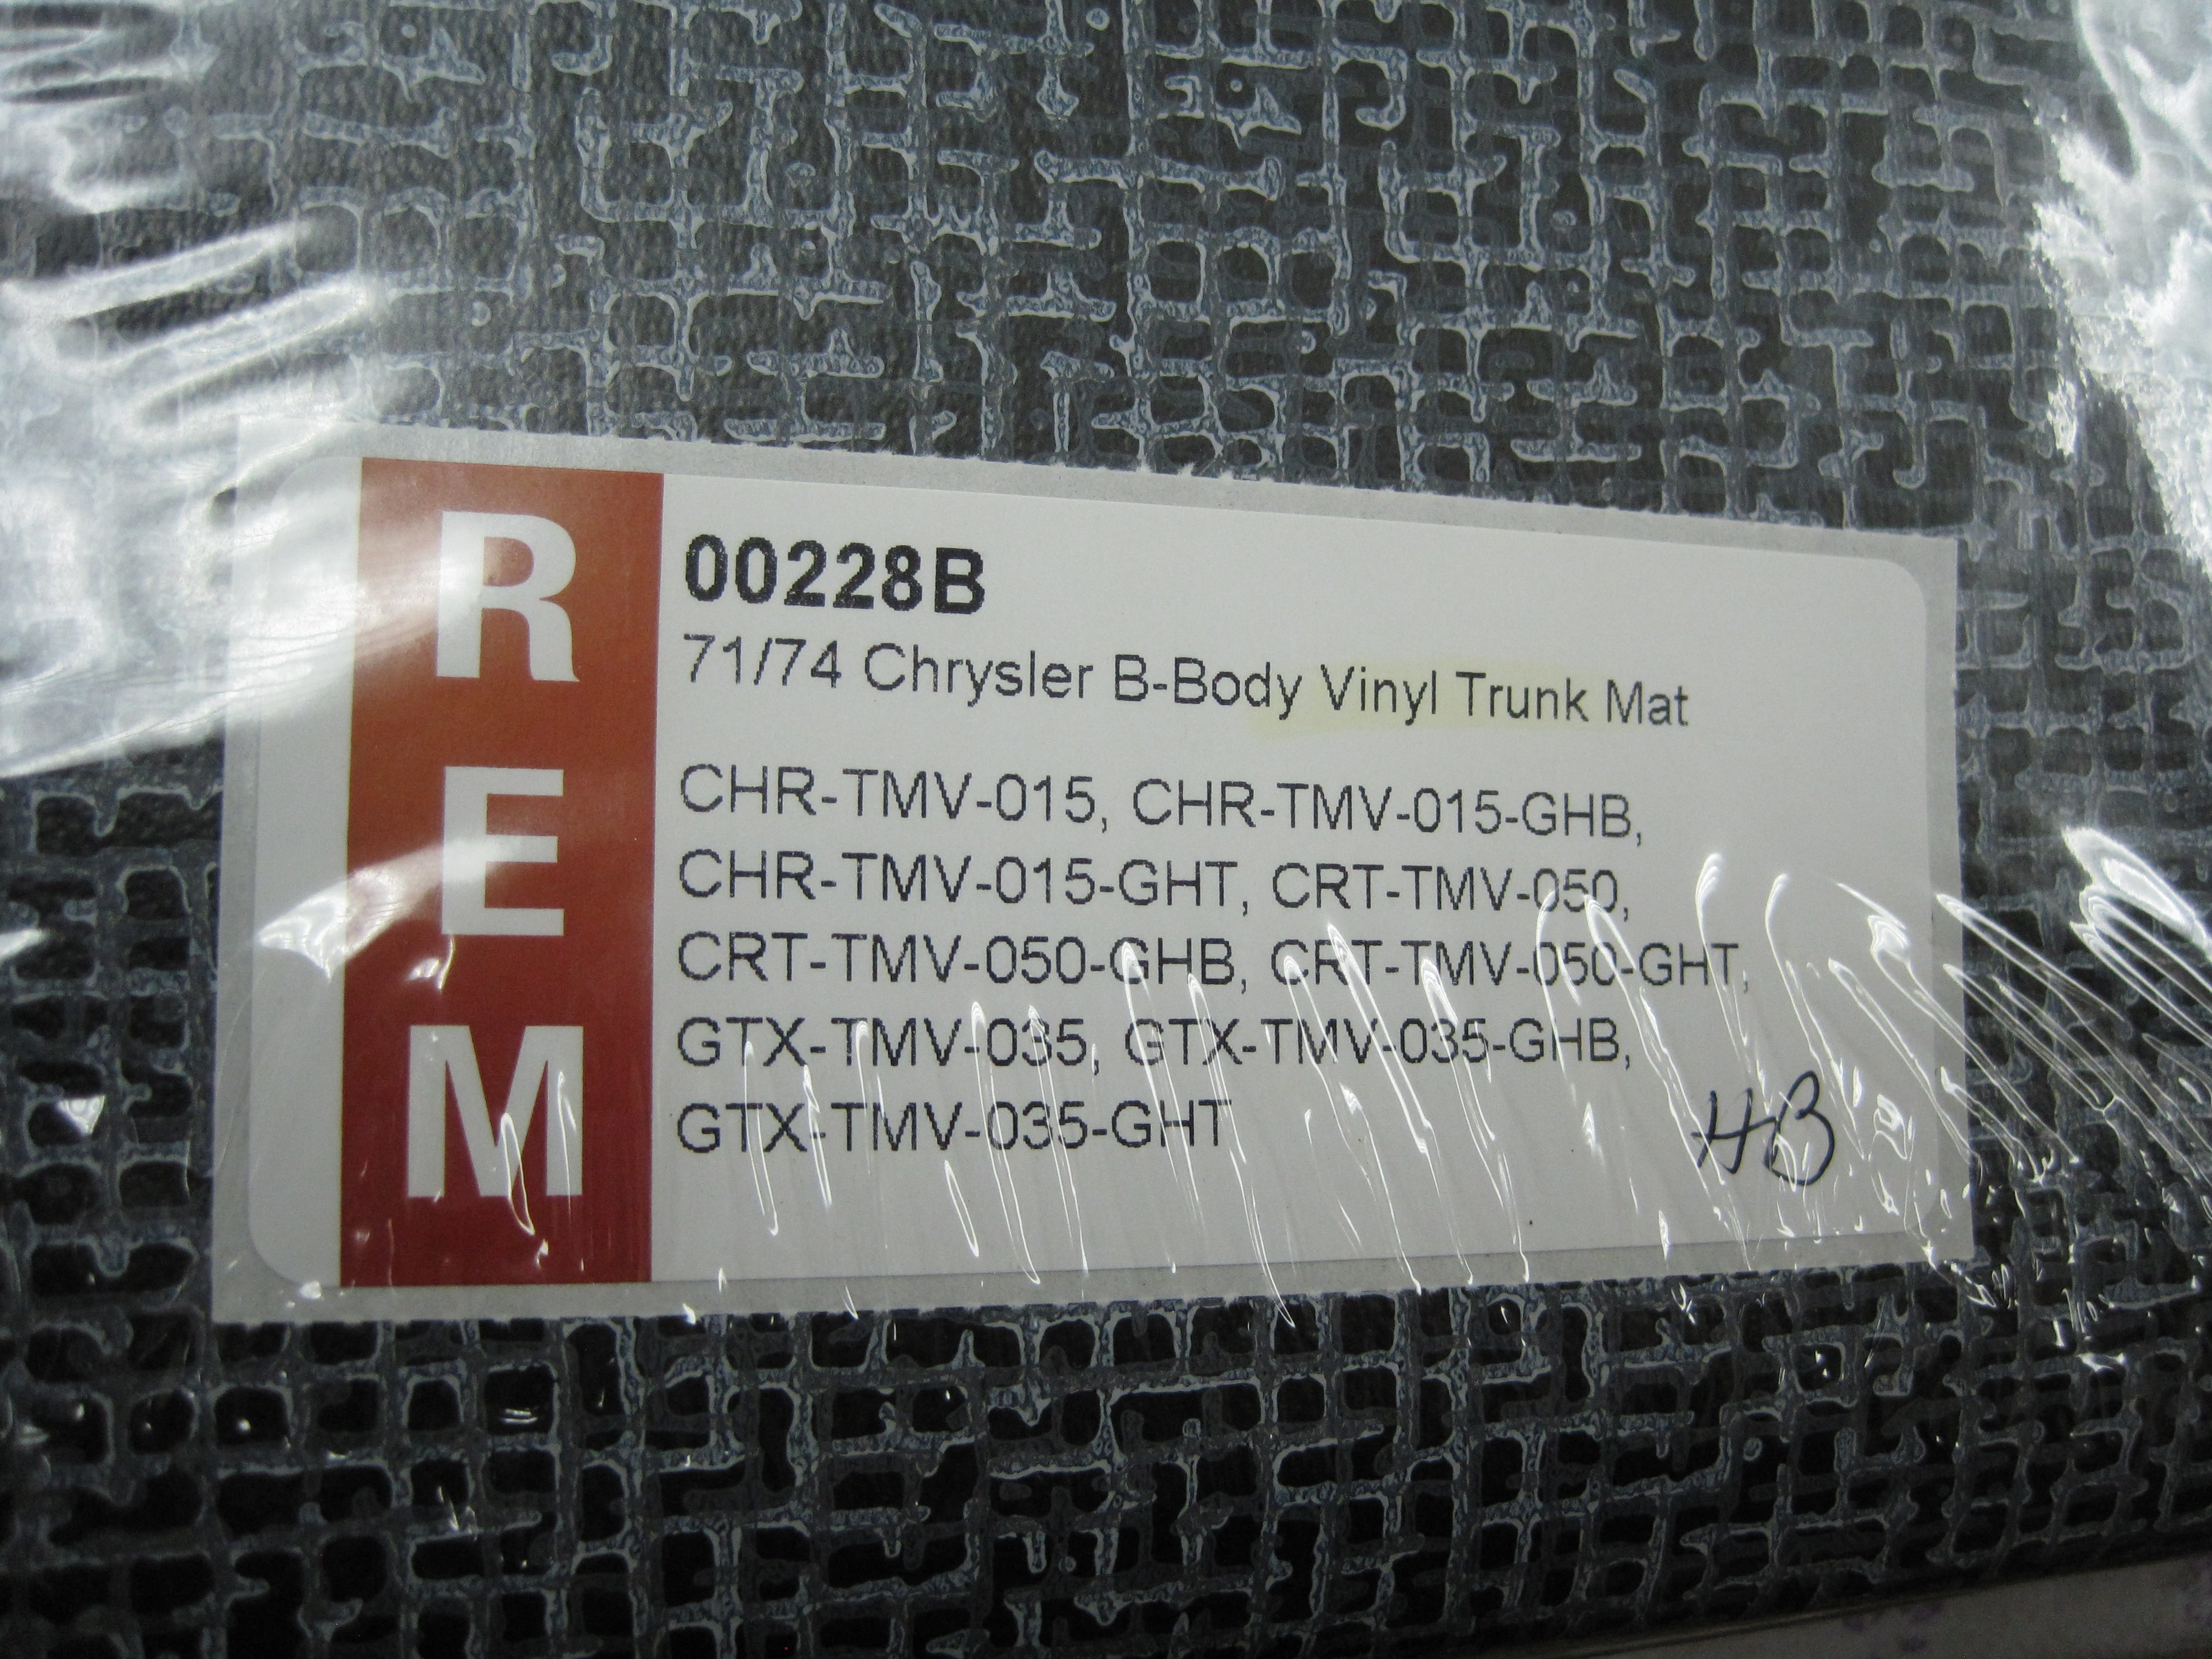 REM
00228B
71/74 Chrysler B-Body Vinyl Trunk Mat
CHR-TMV-015, CHR-TMV-015-GHB,
CHR-TMV-015-GHT, CRT-TMV-050,
CRT-TMV-050-GHB, CRT-TMV-050-GHT,
GTX-TMV-035, GTX-TMV-035-GHB,
GTX-TMV-035-GHT
HB